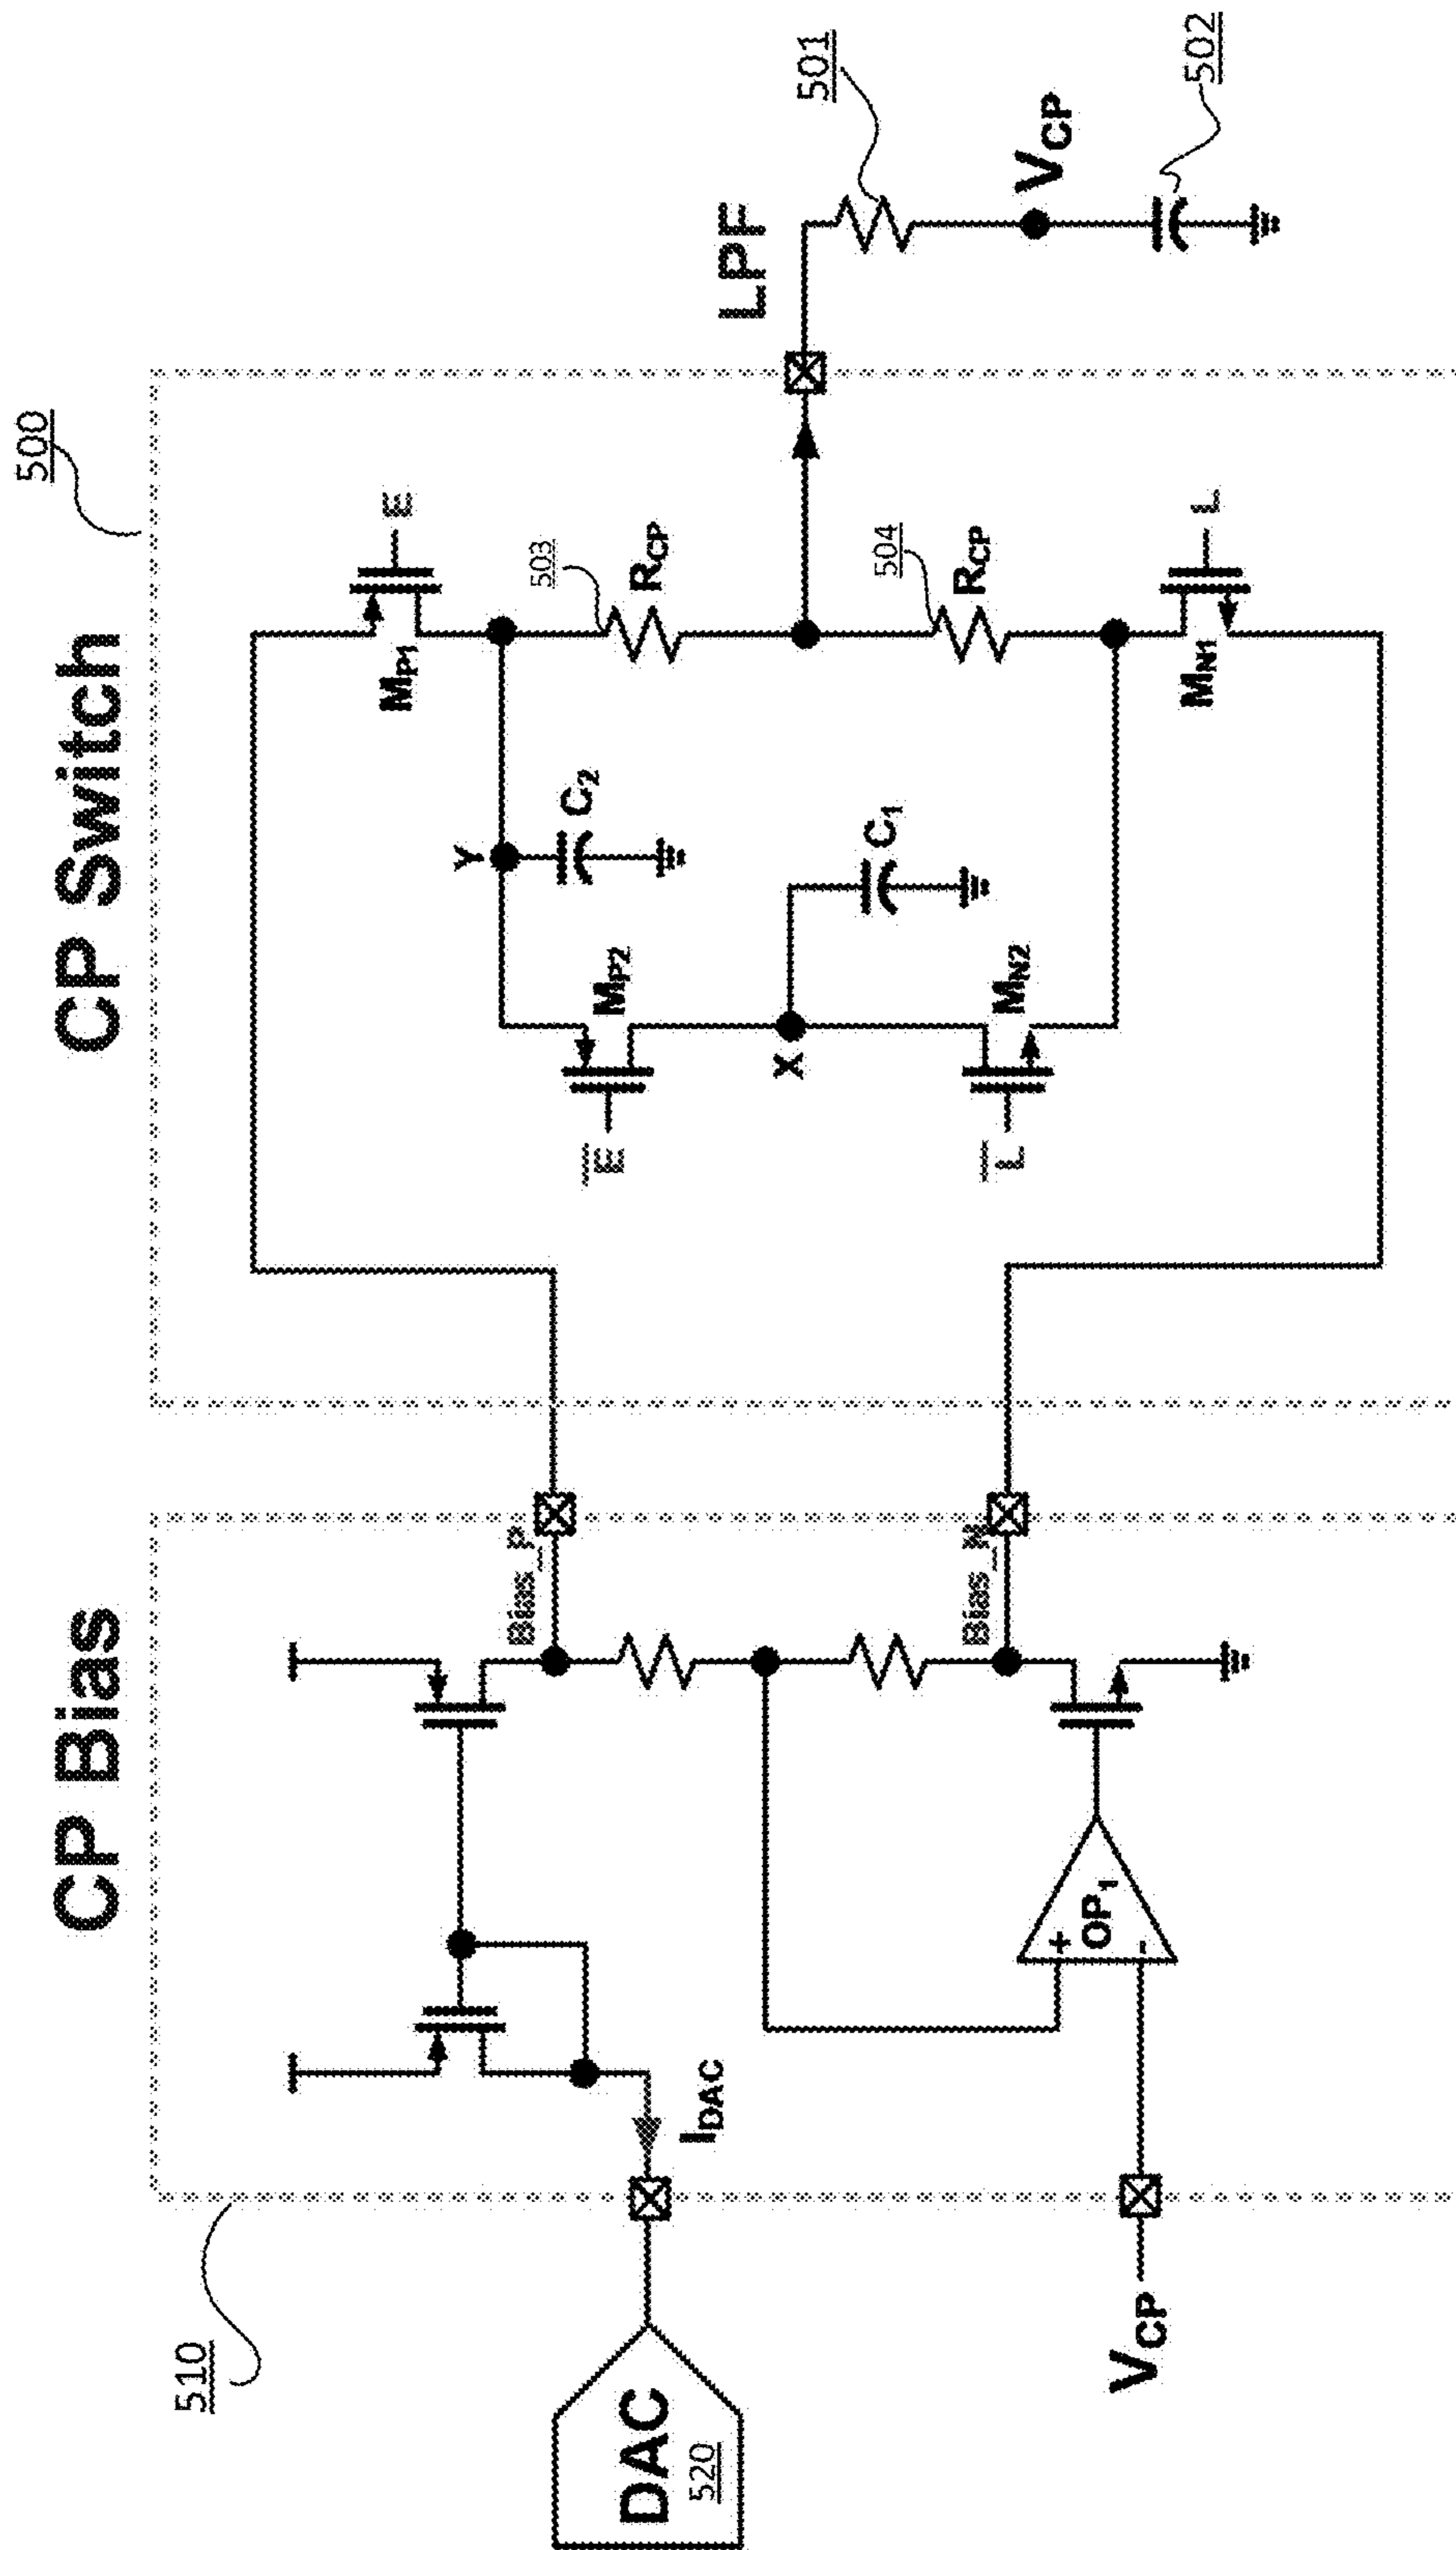 CP Bias
CP Switch
510
500
DAC
520
I_DAC
V_CP
OP_1
+
-
Bias_P
Bias_N
E̅
L̅
M_P2
M_N2
X
Y
C_1
C_2
M_P1
M_N1
E
L
503
R_CP
504
R_CP
LPF
501
V_CP
502